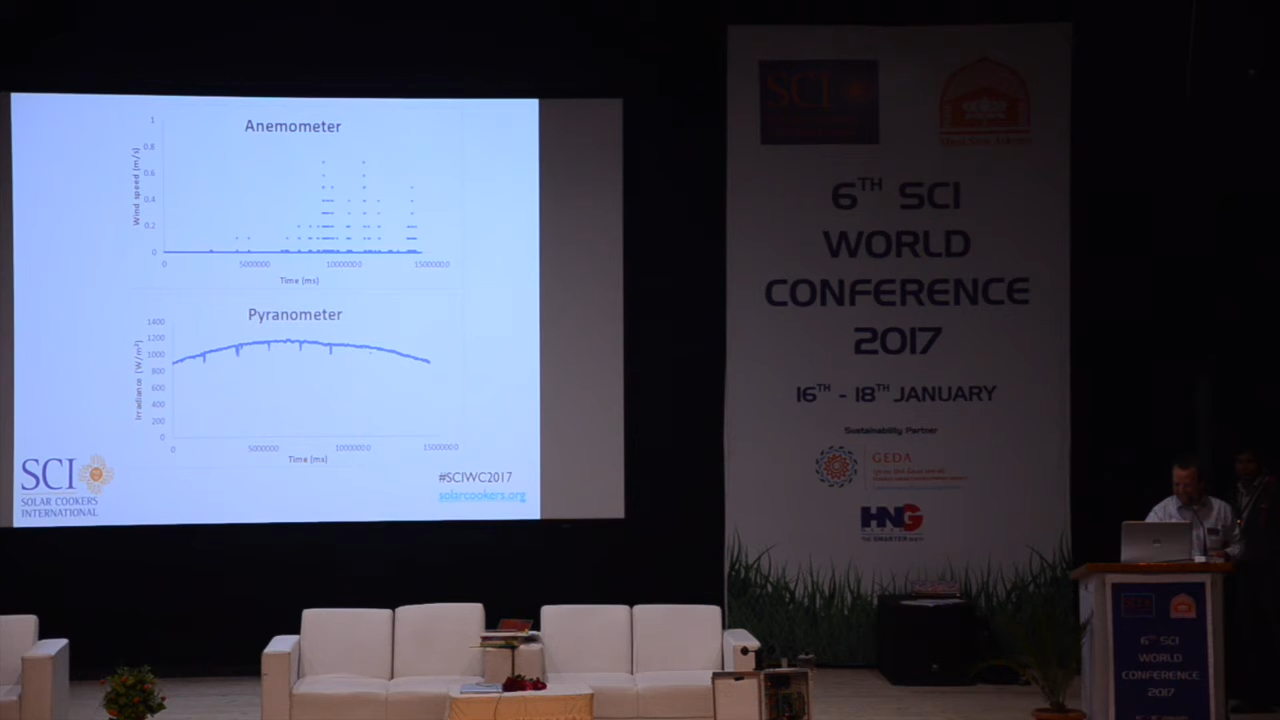 Anemometer
1
0.8
0.6
0.4
0.2
0
Wind speed (m/s)
0
5000000
10000000
15000000
Time (ms)
Pyranometer
1400
1200
1000
800
600
400
200
0
Irradiance (W/m²)
0
5000000
10000000
15000000
Time (ms)
SCI
SOLAR COOKERS
INTERNATIONAL
#SCIWC2017
solarcookers.org
SCI
6TH SCI
WORLD
CONFERENCE
2017
16TH - 18TH JANUARY
Sustainability Partner
GEDA
HNG
THE SMARTER
6TH SCI
WORLD
CONFERENCE
2017